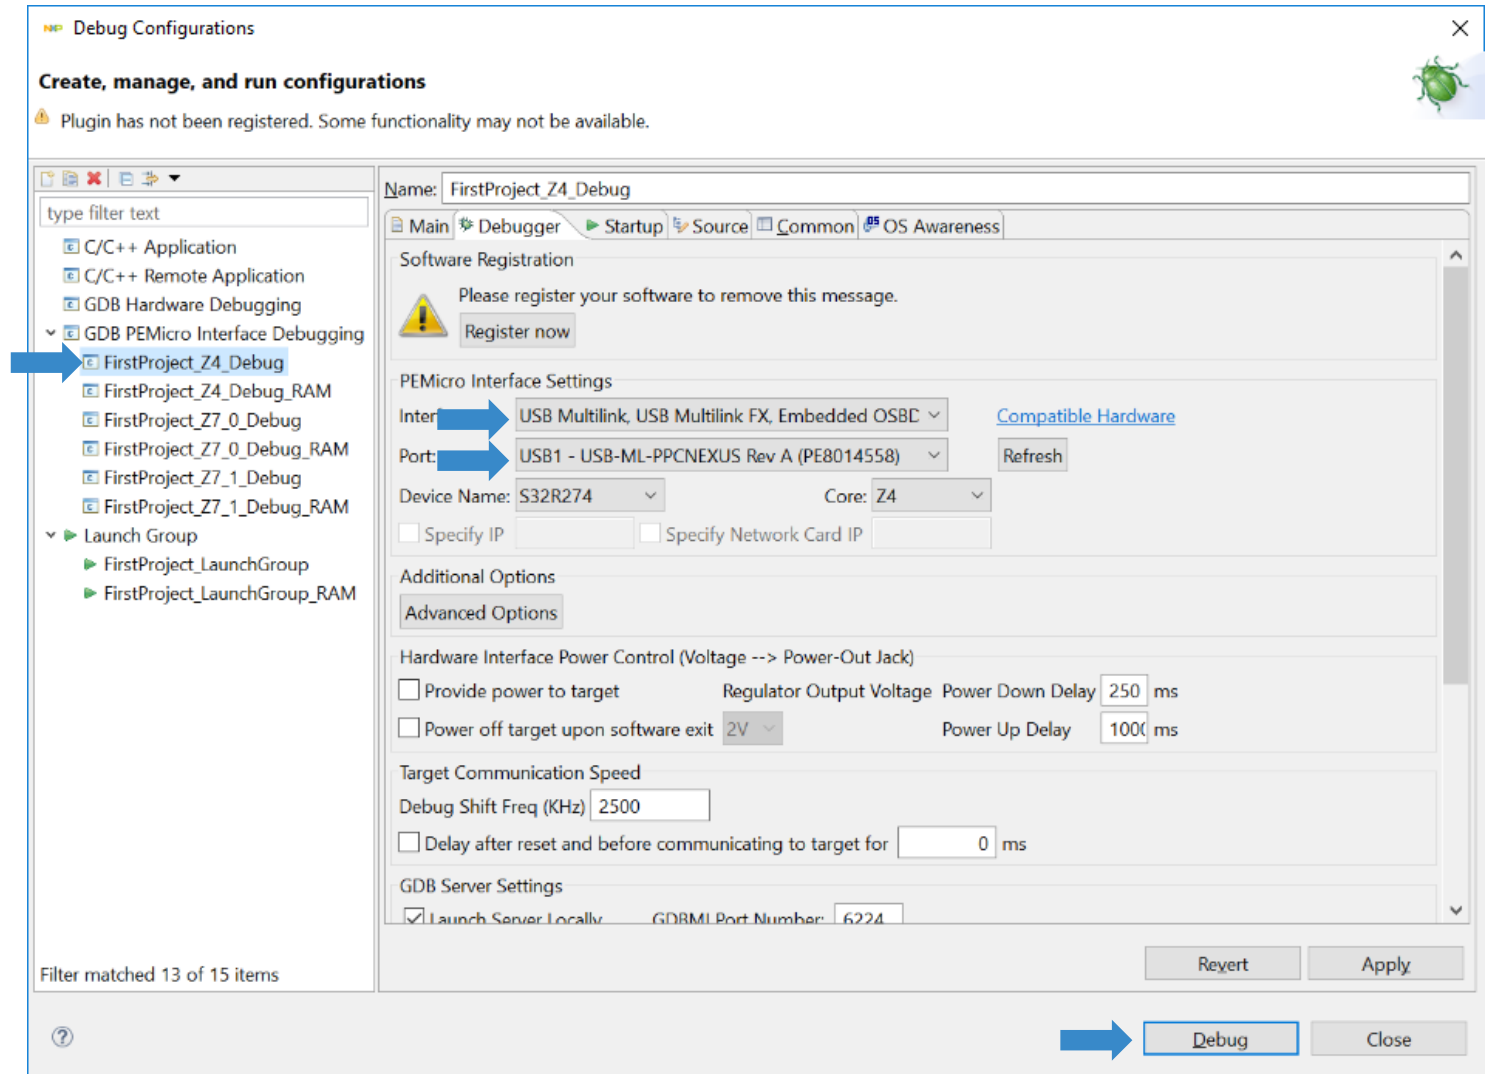 NXP Debug Configurations
Create, manage, and run configurations
Plugin has not been registered. Some functionality may not be available.
type filter text
C/C++ Application
C/C++ Remote Application
GDB Hardware Debugging
GDB PEMicro Interface Debugging
FirstProject_Z4_Debug
FirstProject_Z4_Debug_RAM
FirstProject_Z7_0_Debug
FirstProject_Z7_0_Debug_RAM
FirstProject_Z7_1_Debug
FirstProject_Z7_1_Debug_RAM
Launch Group
FirstProject_LaunchGroup
FirstProject_LaunchGroup_RAM
Filter matched 13 of 15 items
Name: FirstProject_Z4_Debug
Main Debugger Startup Source Common OS Awareness
Software Registration
Please register your software to remove this message.
Register now
PEMicro Interface Settings
USB Multilink, USB Multilink FX, Embedded OSBD Compatible Hardware
Port: USB1 - USB-ML-PPCNEXUS Rev A (PE8014558) Refresh
Device Name: S32R274 Core: Z4
Specify IP Specify Network Card IP
Additional Options
Advanced Options
Hardware Interface Power Control (Voltage --> Power-Out Jack)
Provide power to target Regulator Output Voltage Power Down Delay 250 ms
Power off target upon software exit 2V Power Up Delay ms
Target Communication Speed
Debug Shift Freq (KHz) 2500
Delay after reset and before communicating to target for 0 ms
GDB Server Settings
Launch Server Locally GDBMI Port Number: 6224
Revert Apply
Debug Close